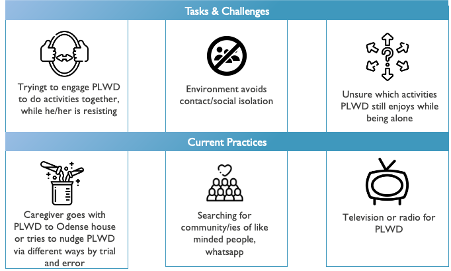 Tasks & Challenges
Tryingt to engage PLWD
to do activities together,
while he/her is resisting
Environment avoids
contact/social isolation
Unsure which activities
PLWD still enjoys while
being alone
Current Practices
Caregiver goes with
PLWD to Odense house
or tries to nudge PLWD
via different ways by trial
and error
Searching for
community/ies of like
minded people,
whatsapp
Television or radio for
PLWD